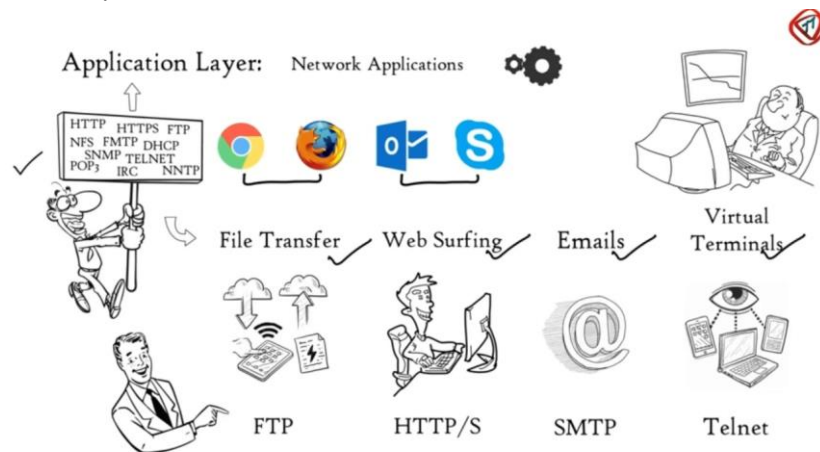 Application Layer: Network Applications
HTTP HTTPS FTP
NFS FMTP DHCP
SNMP TELNET
POP3 IRC NNTP
File Transfer
Web Surfing
Emails
Virtual
Terminals
FTP
HTTP/S
SMTP
Telnet